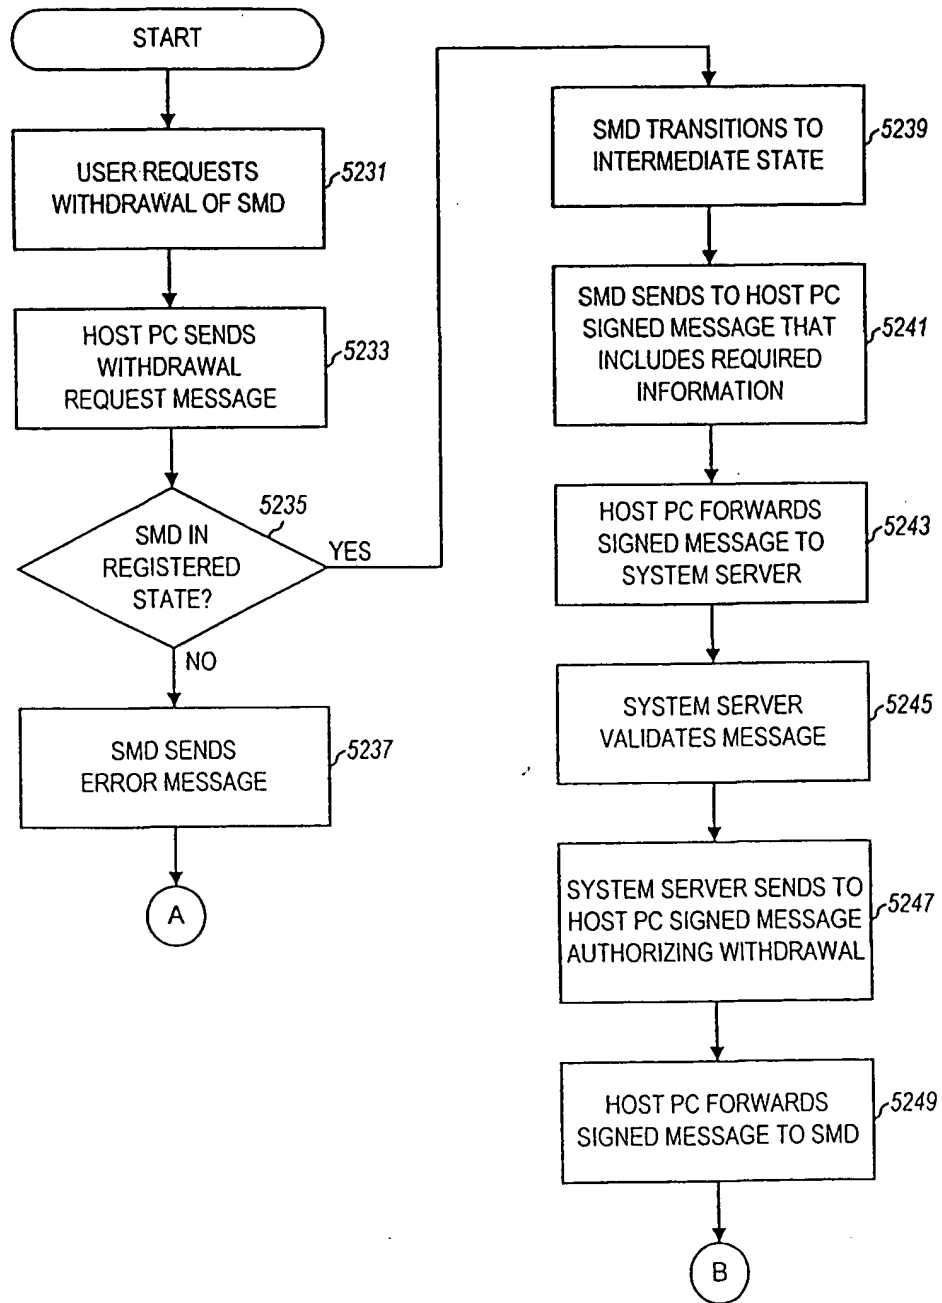 START
USER REQUESTS
WITHDRAWAL OF SMD
5231
HOST PC SENDS
WITHDRAWAL
REQUEST MESSAGE
5233
SMD IN
REGISTERED
STATE?
5235
YES
NO
SMD SENDS
ERROR MESSAGE
5237
A
SMD TRANSITIONS TO
INTERMEDIATE STATE
5239
SMD SENDS TO HOST PC
SIGNED MESSAGE THAT
INCLUDES REQUIRED
INFORMATION
5241
HOST PC FORWARDS
SIGNED MESSAGE TO
SYSTEM SERVER
5243
SYSTEM SERVER
VALIDATES MESSAGE
5245
SYSTEM SERVER SENDS TO
HOST PC SIGNED MESSAGE
AUTHORIZING WITHDRAWAL
5247
HOST PC FORWARDS
SIGNED MESSAGE TO SMD
5249
B